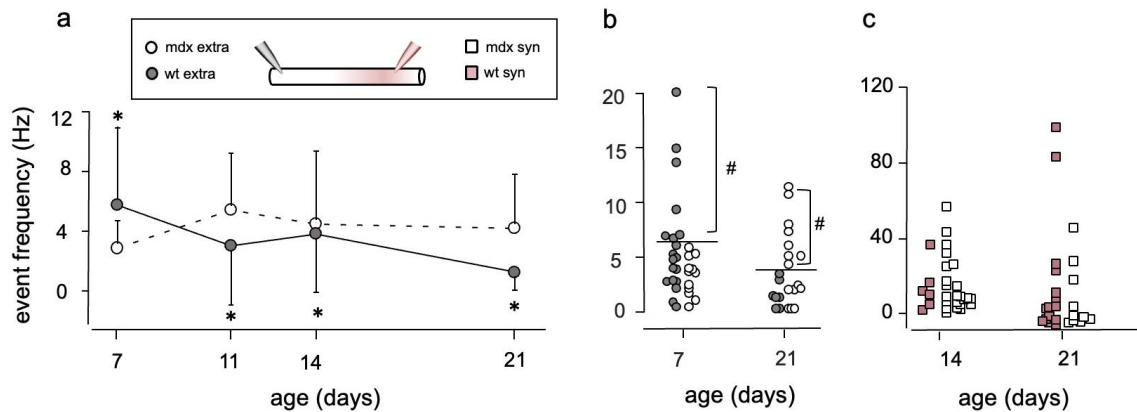 a
mdx extra
wt extra
mdx syn
wt syn
event frequency (Hz)
12
8
4
0
*
*
*
*
7
11
14
21
age (days)
b
20
15
10
5
0
#
#
7
21
age (days)
c
120
80
40
0
14
21
age (days)